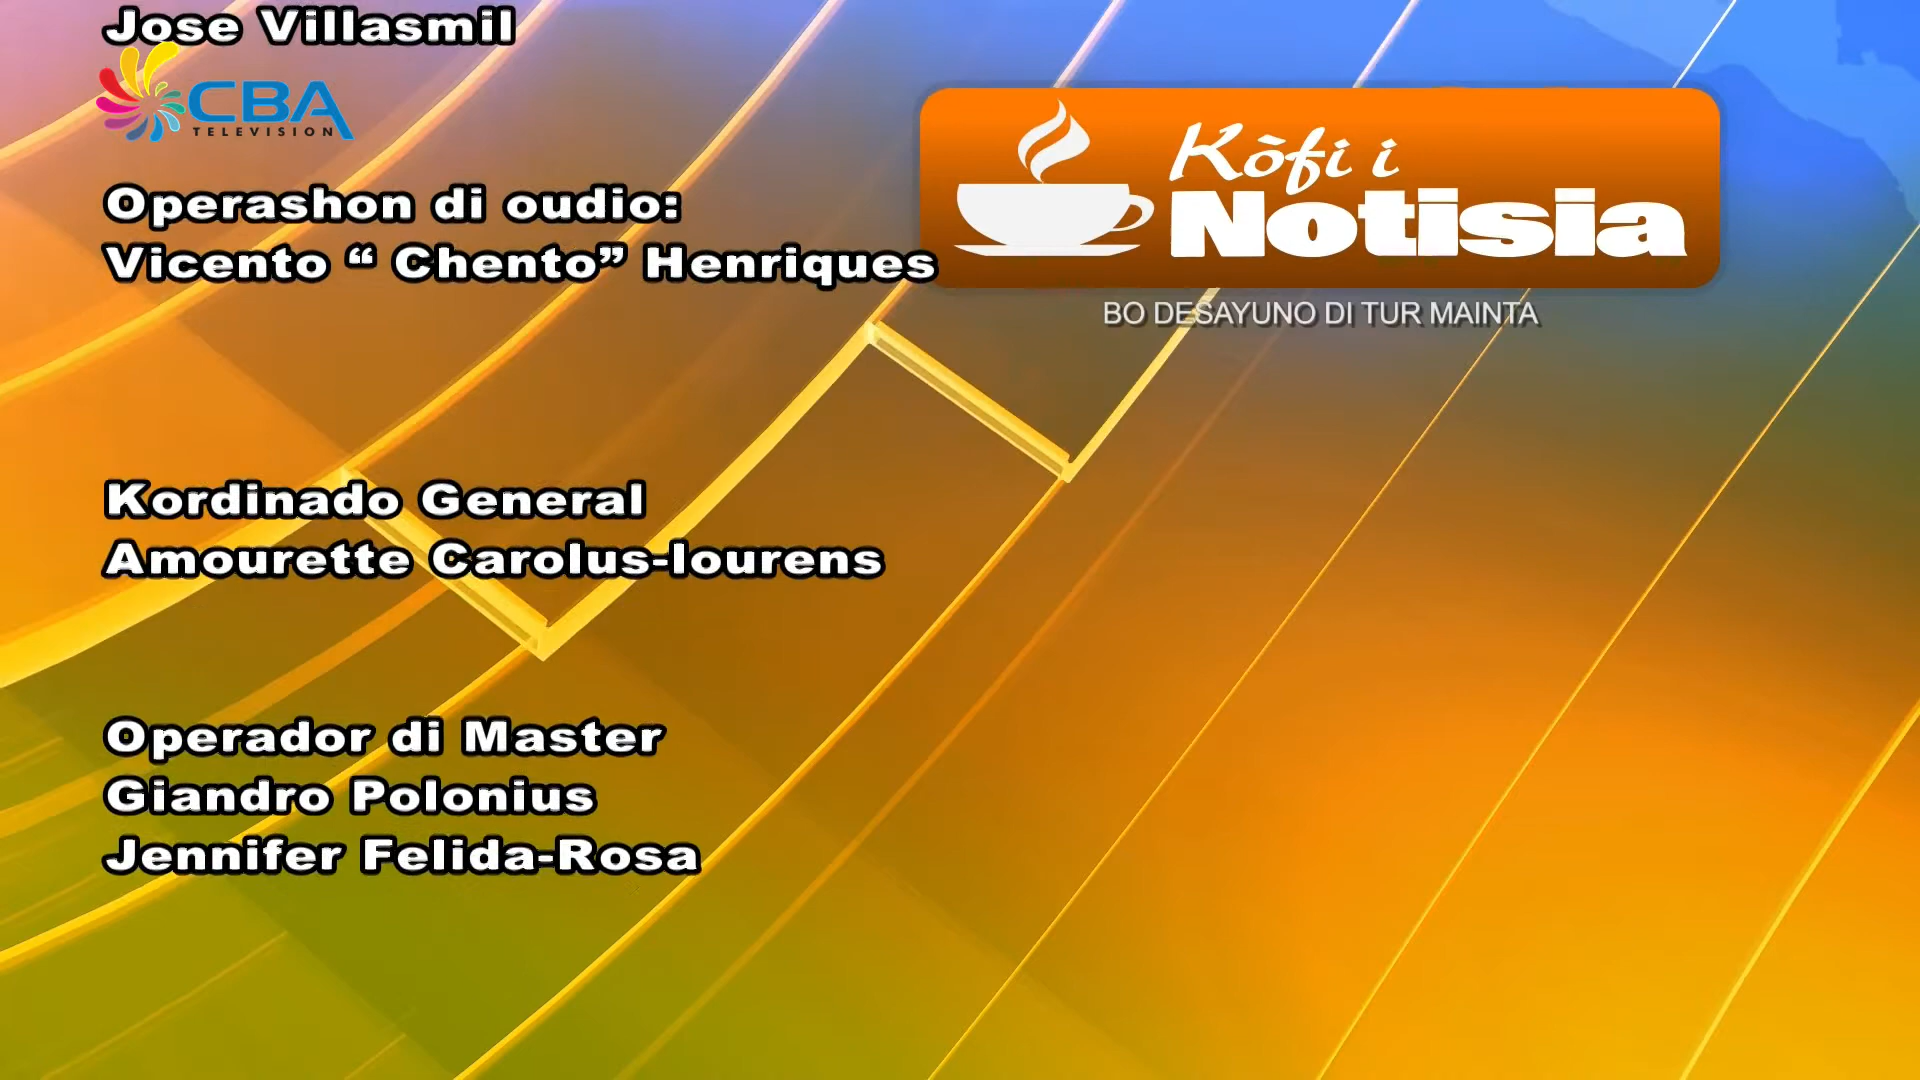 Jose Villasmil
CBA
TELEVISION
Operashon di oudio:
Vicento “ Chento” Henriques
Kordinado General
Amourette Carolus-lourens
Operador di Master
Giandro Polonius
Jennifer Felida-Rosa
Kòfi i
Notisia
BO DESAYUNO DI TUR MAINTA